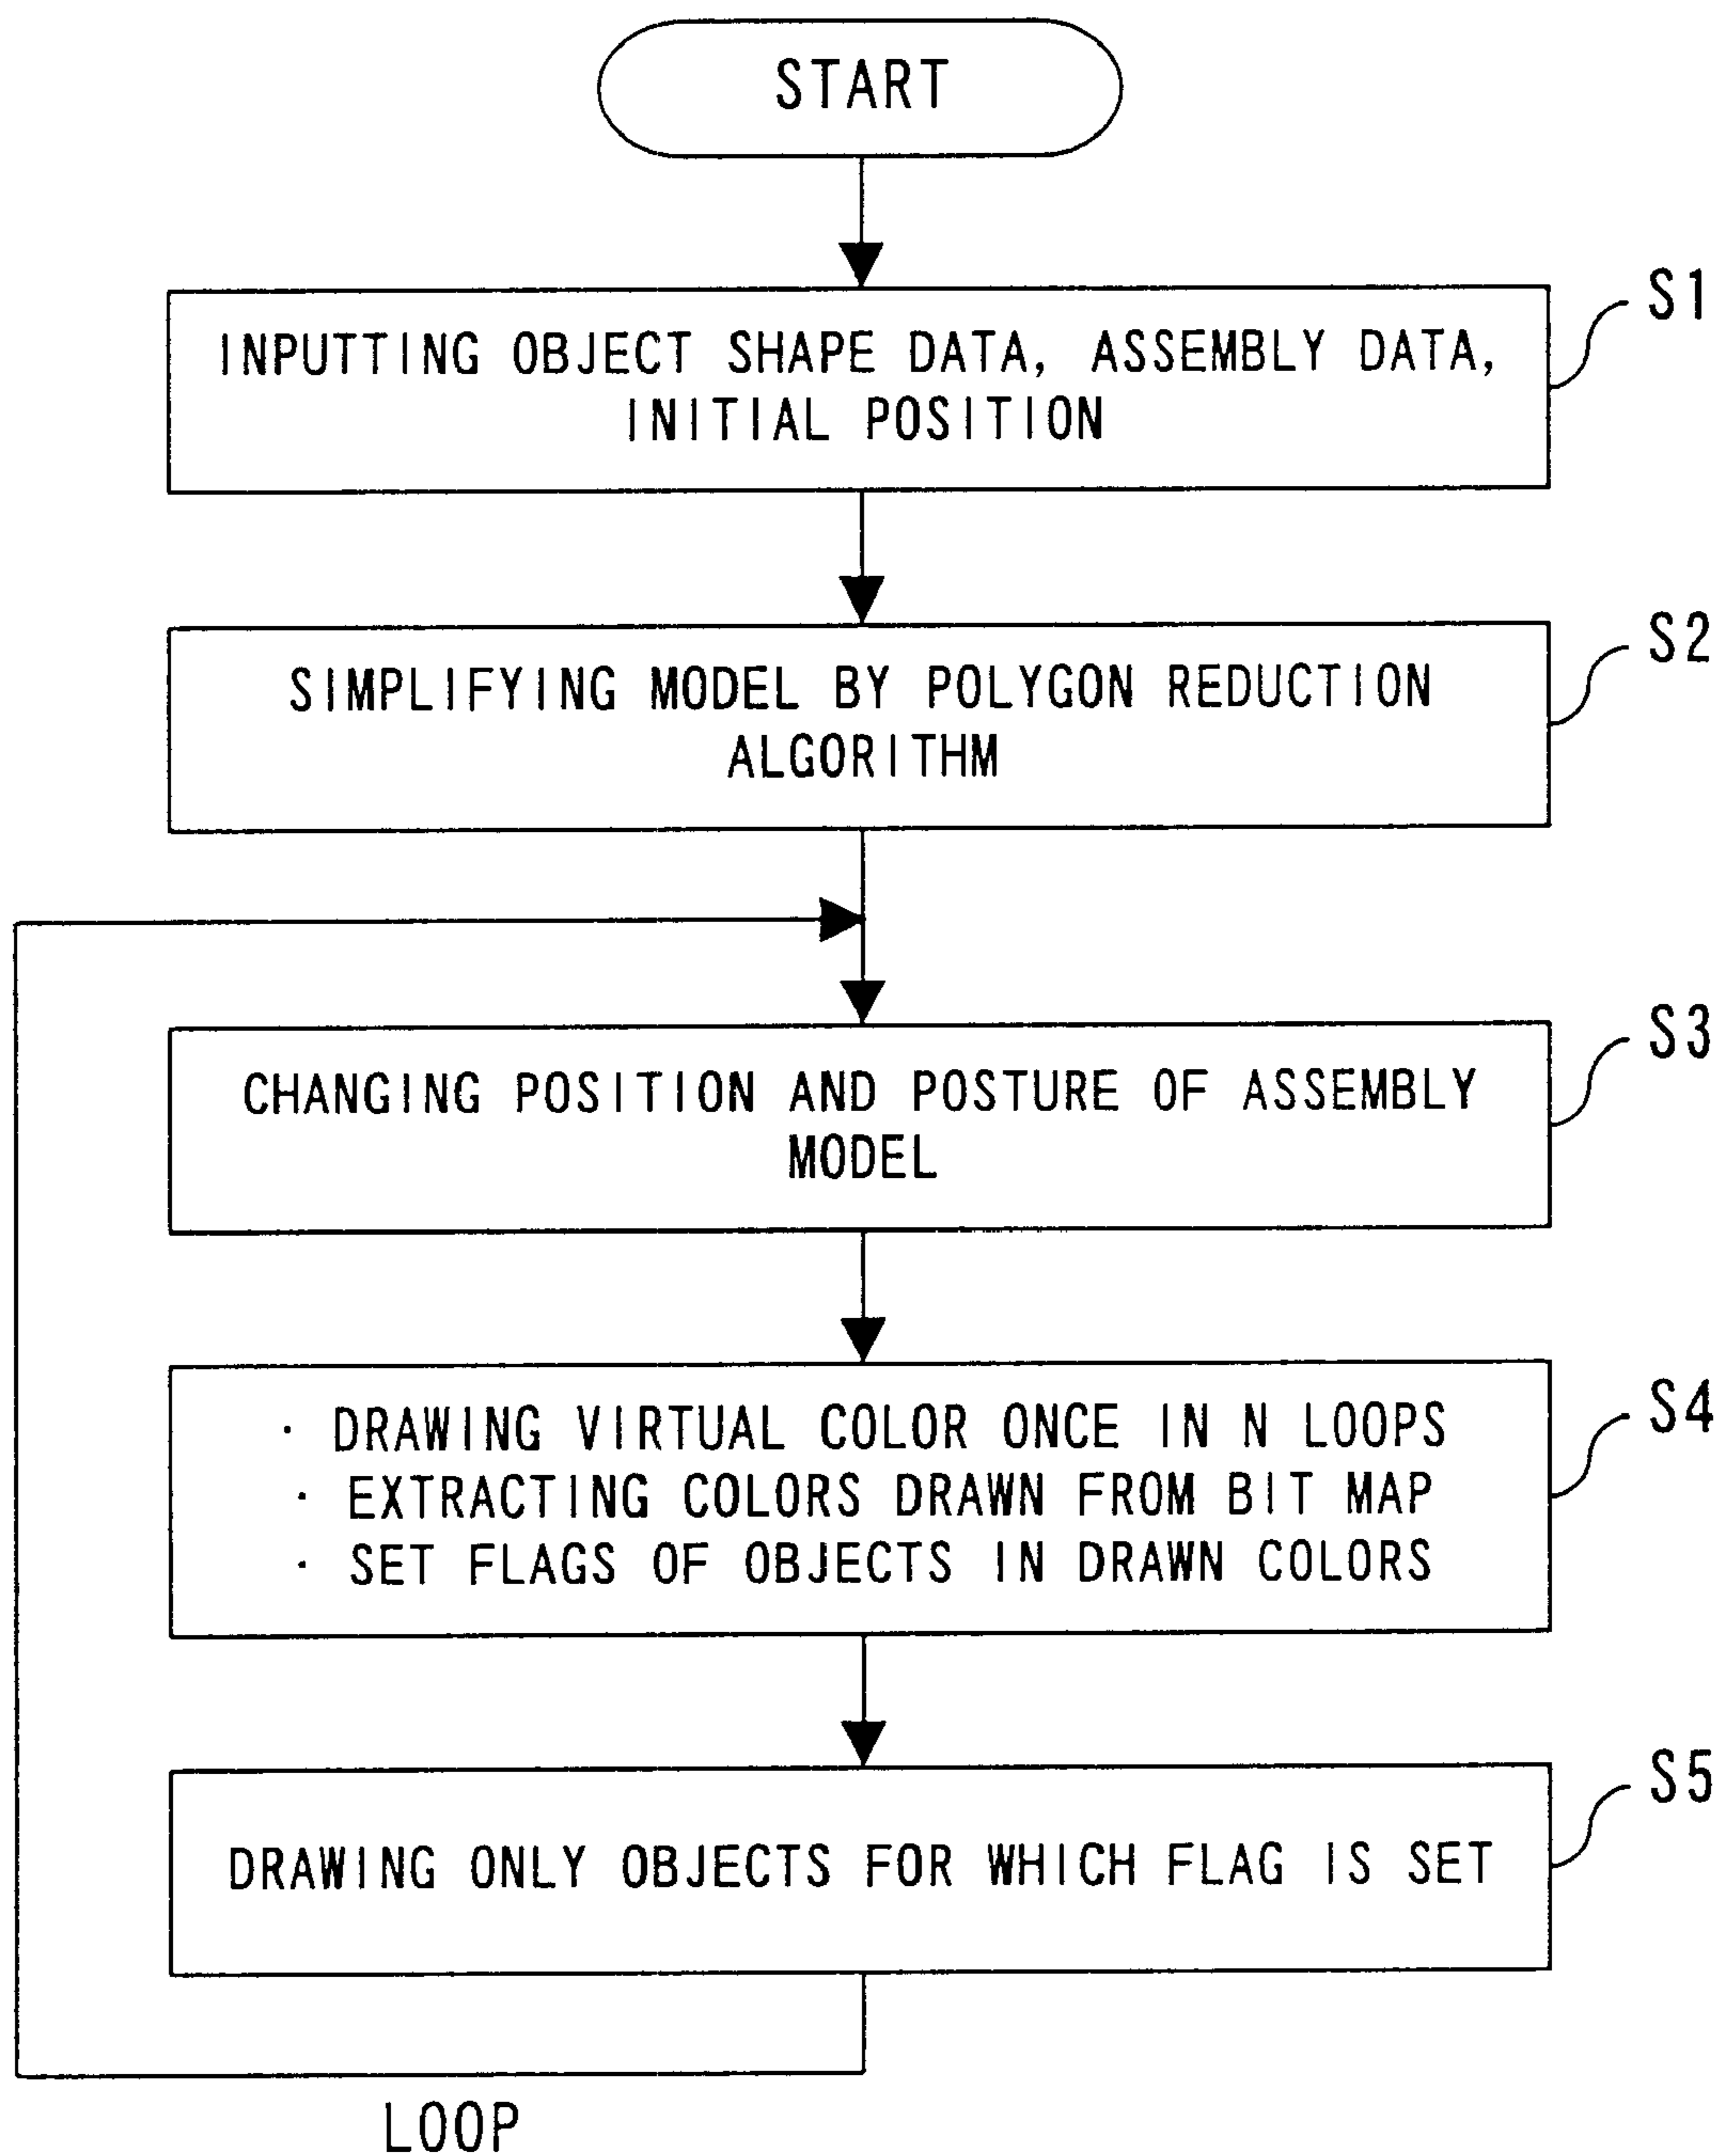 START
S1
INPUTTING OBJECT SHAPE DATA, ASSEMBLY DATA,
INITIAL POSITION
S2
SIMPLIFYING MODEL BY POLYGON REDUCTION
ALGORITHM
S3
CHANGING POSITION AND POSTURE OF ASSEMBLY
MODEL
S4
· DRAWING VIRTUAL COLOR ONCE IN N LOOPS
· EXTRACTING COLORS DRAWN FROM BIT MAP
· SET FLAGS OF OBJECTS IN DRAWN COLORS
S5
DRAWING ONLY OBJECTS FOR WHICH FLAG IS SET
LOOP